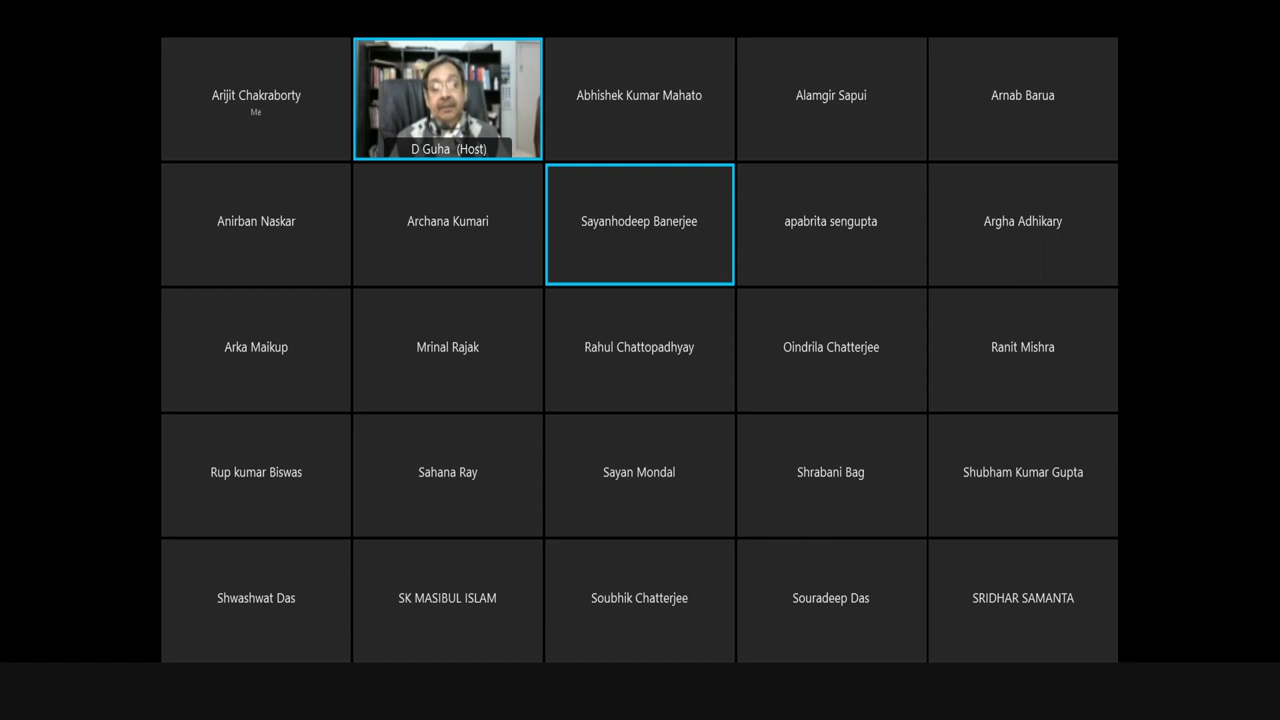 Arijit Chakraborty
Me
D Guha (Host)
Abhishek Kumar Mahato
Alamgir Sapui
Arnab Barua
Anirban Naskar
Archana Kumari
Sayanhodeep Banerjee
apabrita sengupta
Argha Adhikary
Arka Maikup
Mrinal Rajak
Rahul Chattopadhyay
Oindrila Chatterjee
Ranit Mishra
Rup kumar Biswas
Sahana Ray
Sayan Mondal
Shrabani Bag
Shubham Kumar Gupta
Shwashwat Das
SK MASIBUL ISLAM
Soubhik Chatterjee
Souradeep Das
SRIDHAR SAMANTA